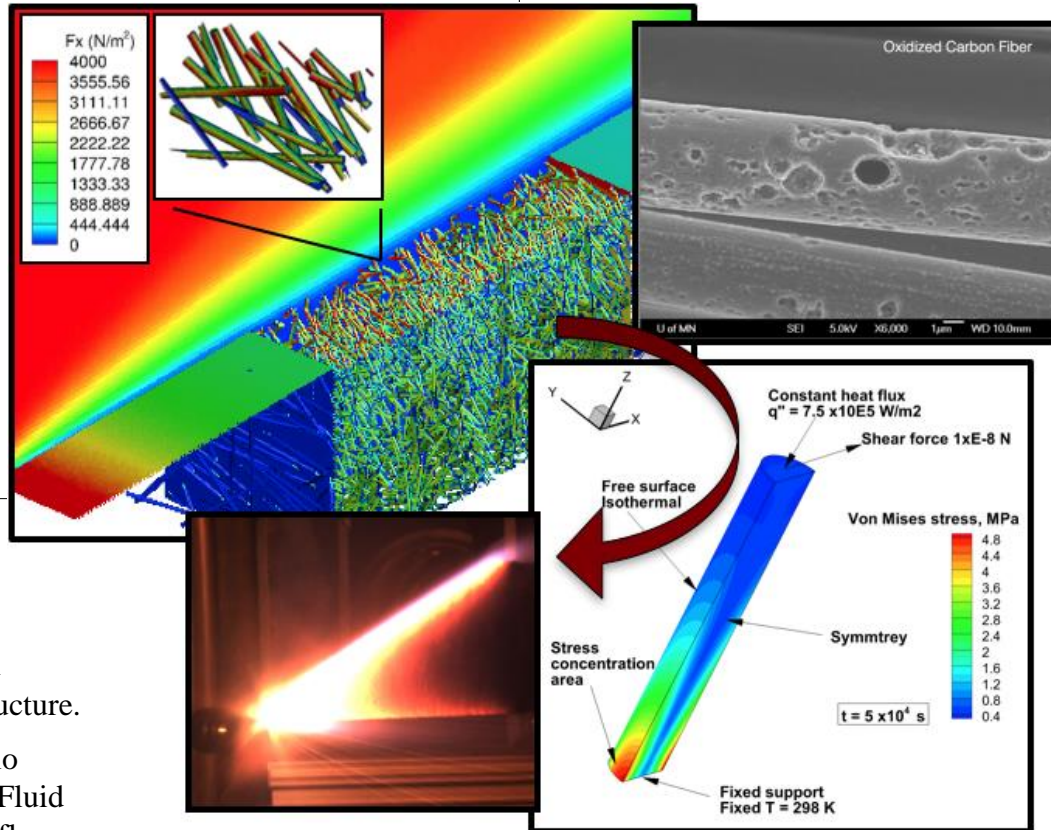 Fx (N/m²)
4000
3555.56
3111.11
2666.67
2222.22
1777.78
1333.33
888.889
444.444
0
Oxidized Carbon Fiber
U of MN SEI 5.0kV X6,000 1μm WD 10.0mm
Y
Z
X
Constant heat flux
q" = 7.5 x10E5 W/m2
Shear force 1xE-8 N
Free surface
Isothermal
Von Mises stress, MPa
4.8
4.4
4
3.6
3.2
2.8
2.4
2
1.6
1.2
0.8
0.4
Symmtrey
Stress
concentration
area
t = 5 x10⁴ s
Fixed support
Fixed T = 298 K
ucture.
Fluid